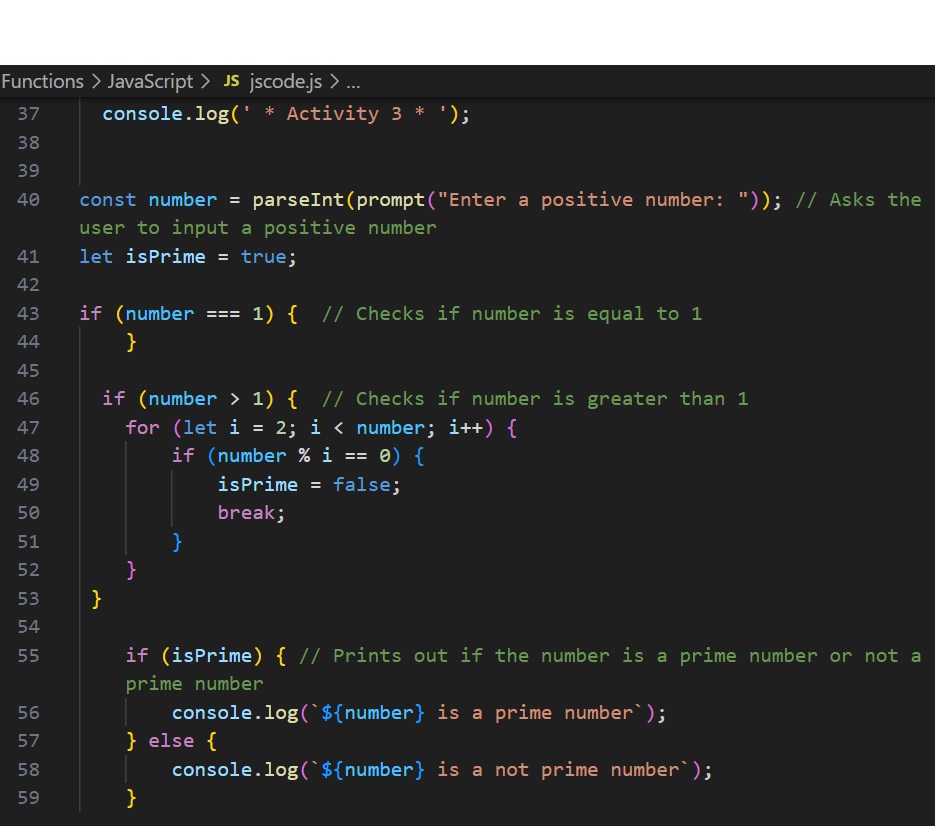 Functions > JavaScript > JS jscode.js > ...
37 console.log(' * Activity 3 * ');
38
39
40 const number = parseInt(prompt("Enter a positive number: ")); // Asks the
user to input a positive number
41 let isPrime = true;
42
43 if (number === 1) { // Checks if number is equal to 1
44 }
45
46 if (number > 1) { // Checks if number is greater than 1
47 for (let i = 2; i < number; i++) {
48 if (number % i == 0) {
49 isPrime = false;
50 break;
51 }
52 }
53 }
54
55 if (isPrime) { // Prints out if the number is a prime number or not a
prime number
56 console.log(`${number} is a prime number`);
57 } else {
58 console.log(`${number} is a not prime number`);
59 }